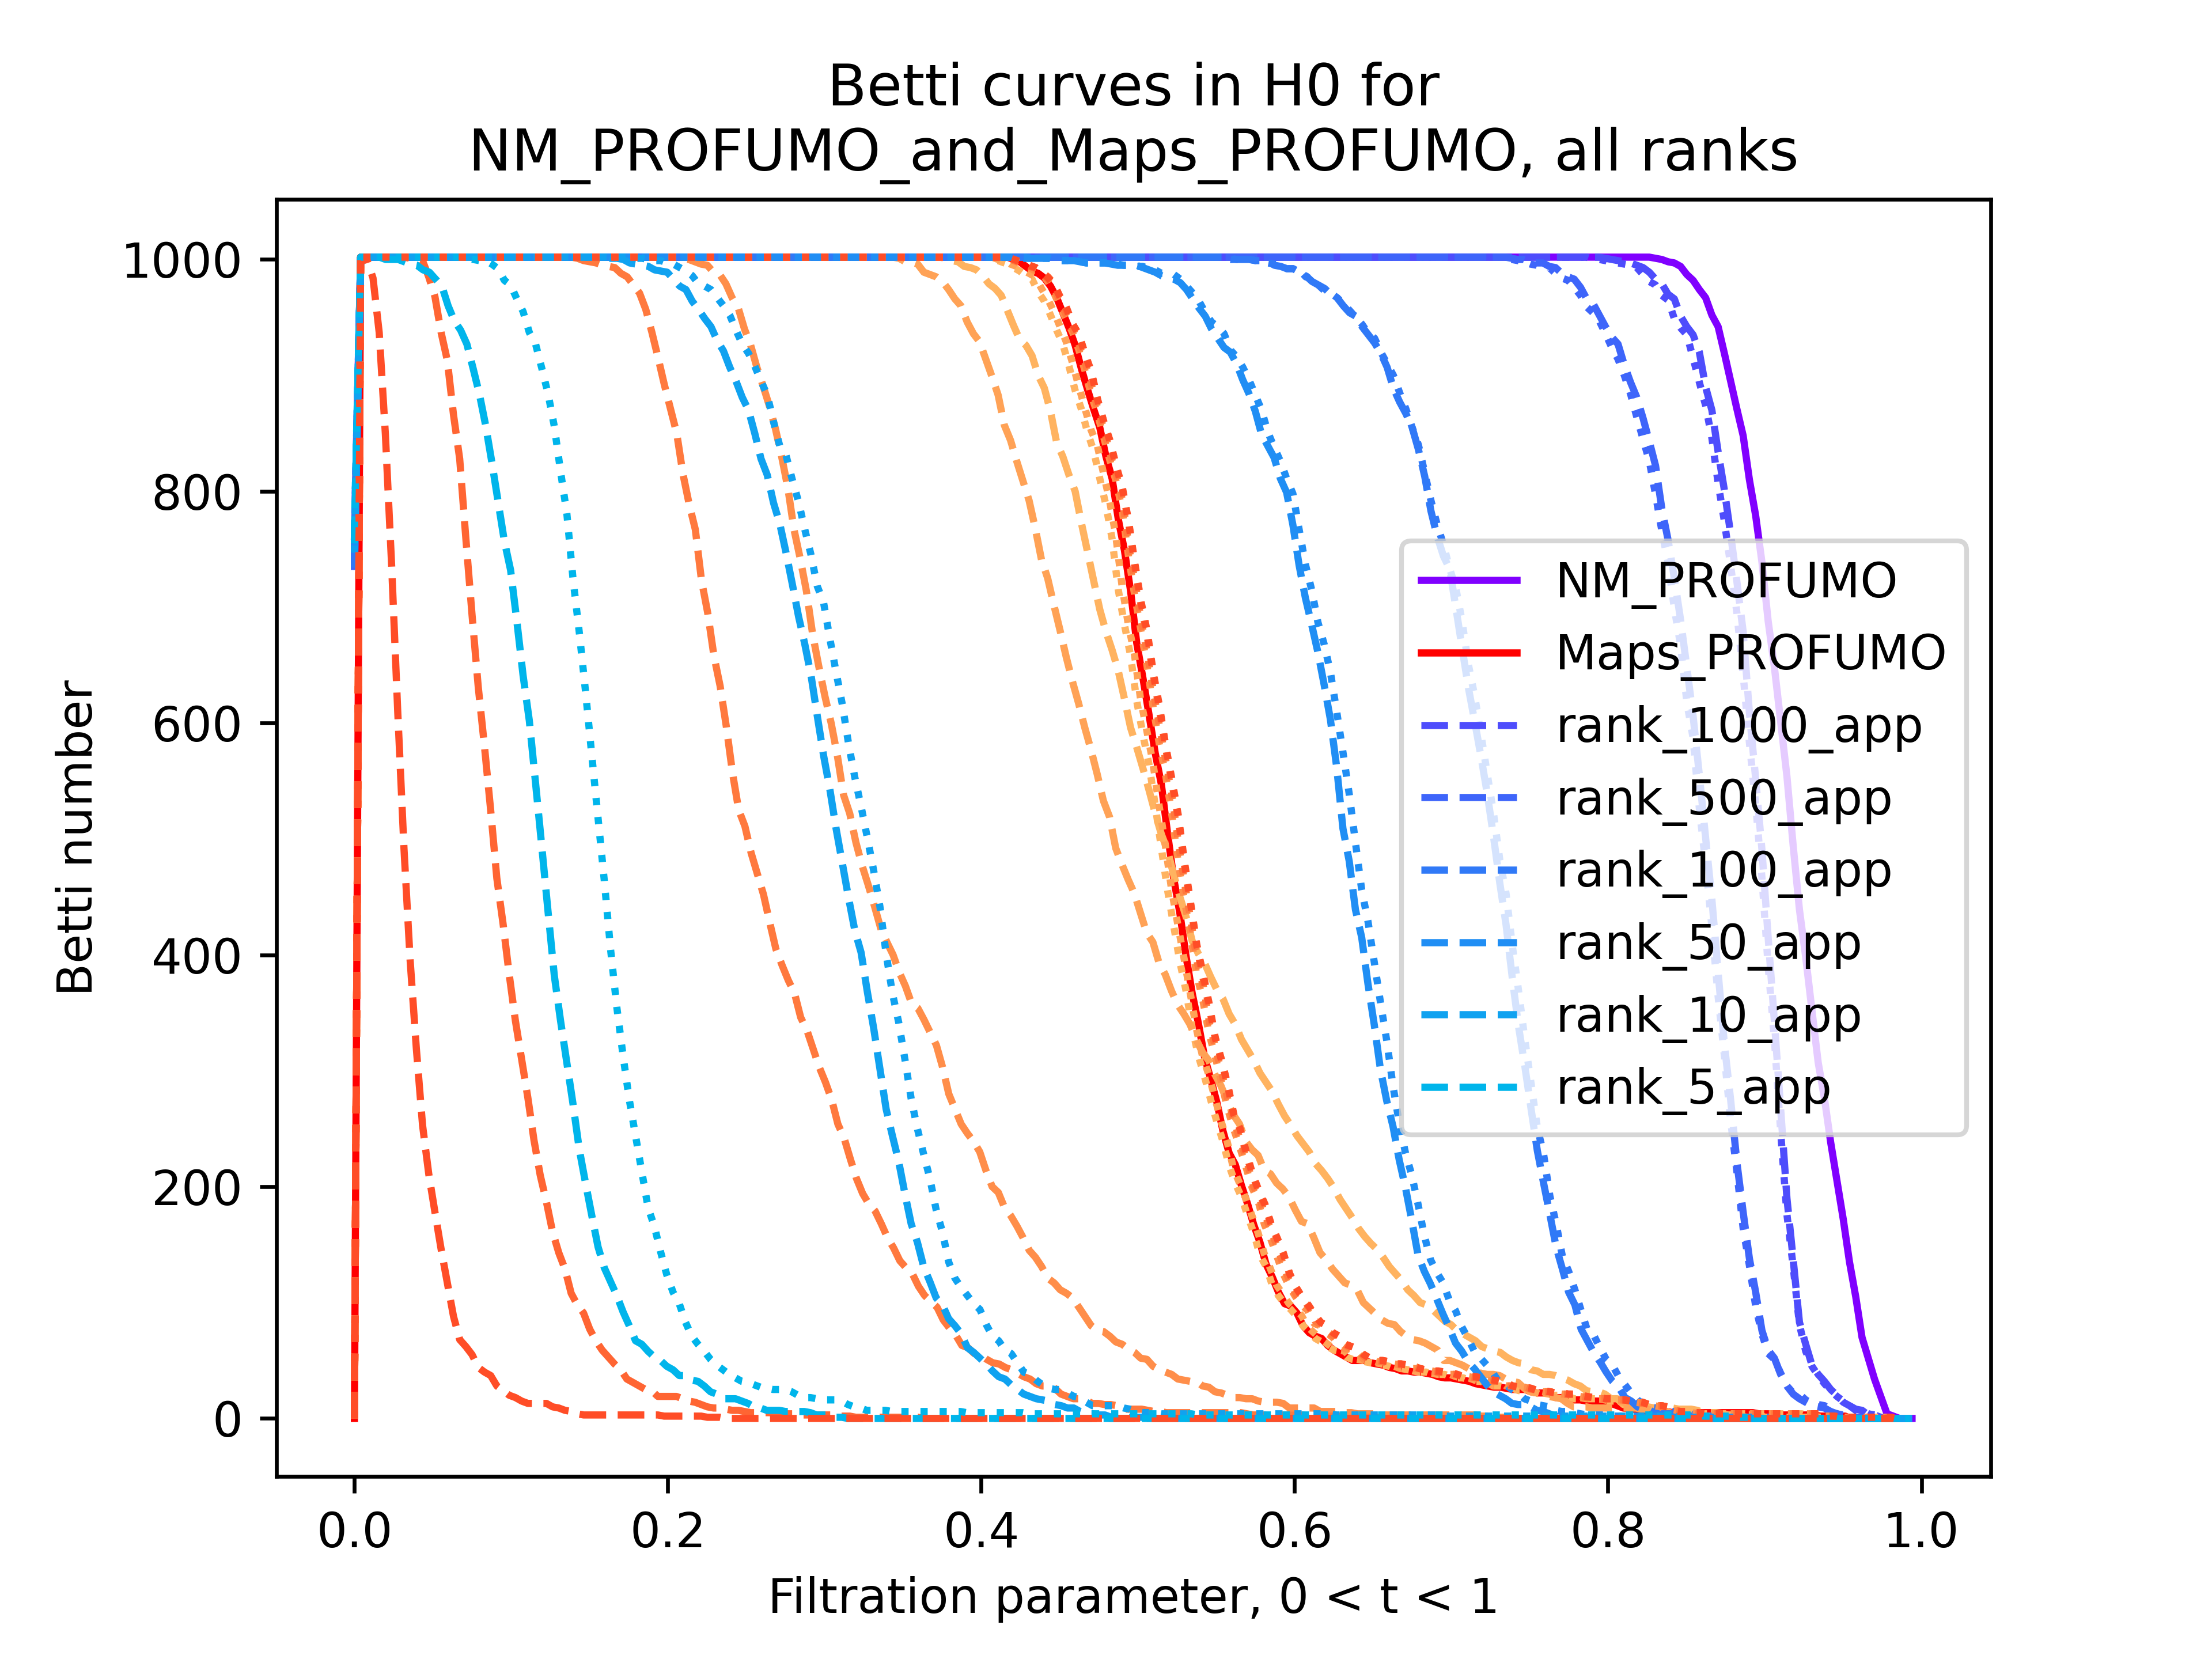 Betti curves in H0 for
NM_PROFUMO_and_Maps_PROFUMO, all ranks
1000
800
600
400
200
0
Betti number
NM_PROFUMO
Maps_PROFUMO
rank_1000_app
rank_500_app
rank_100_app
rank_50_app
rank_10_app
rank_5_app
0.0 0.2 0.4 0.6 0.8 1.0
Filtration parameter, 0 < t < 1